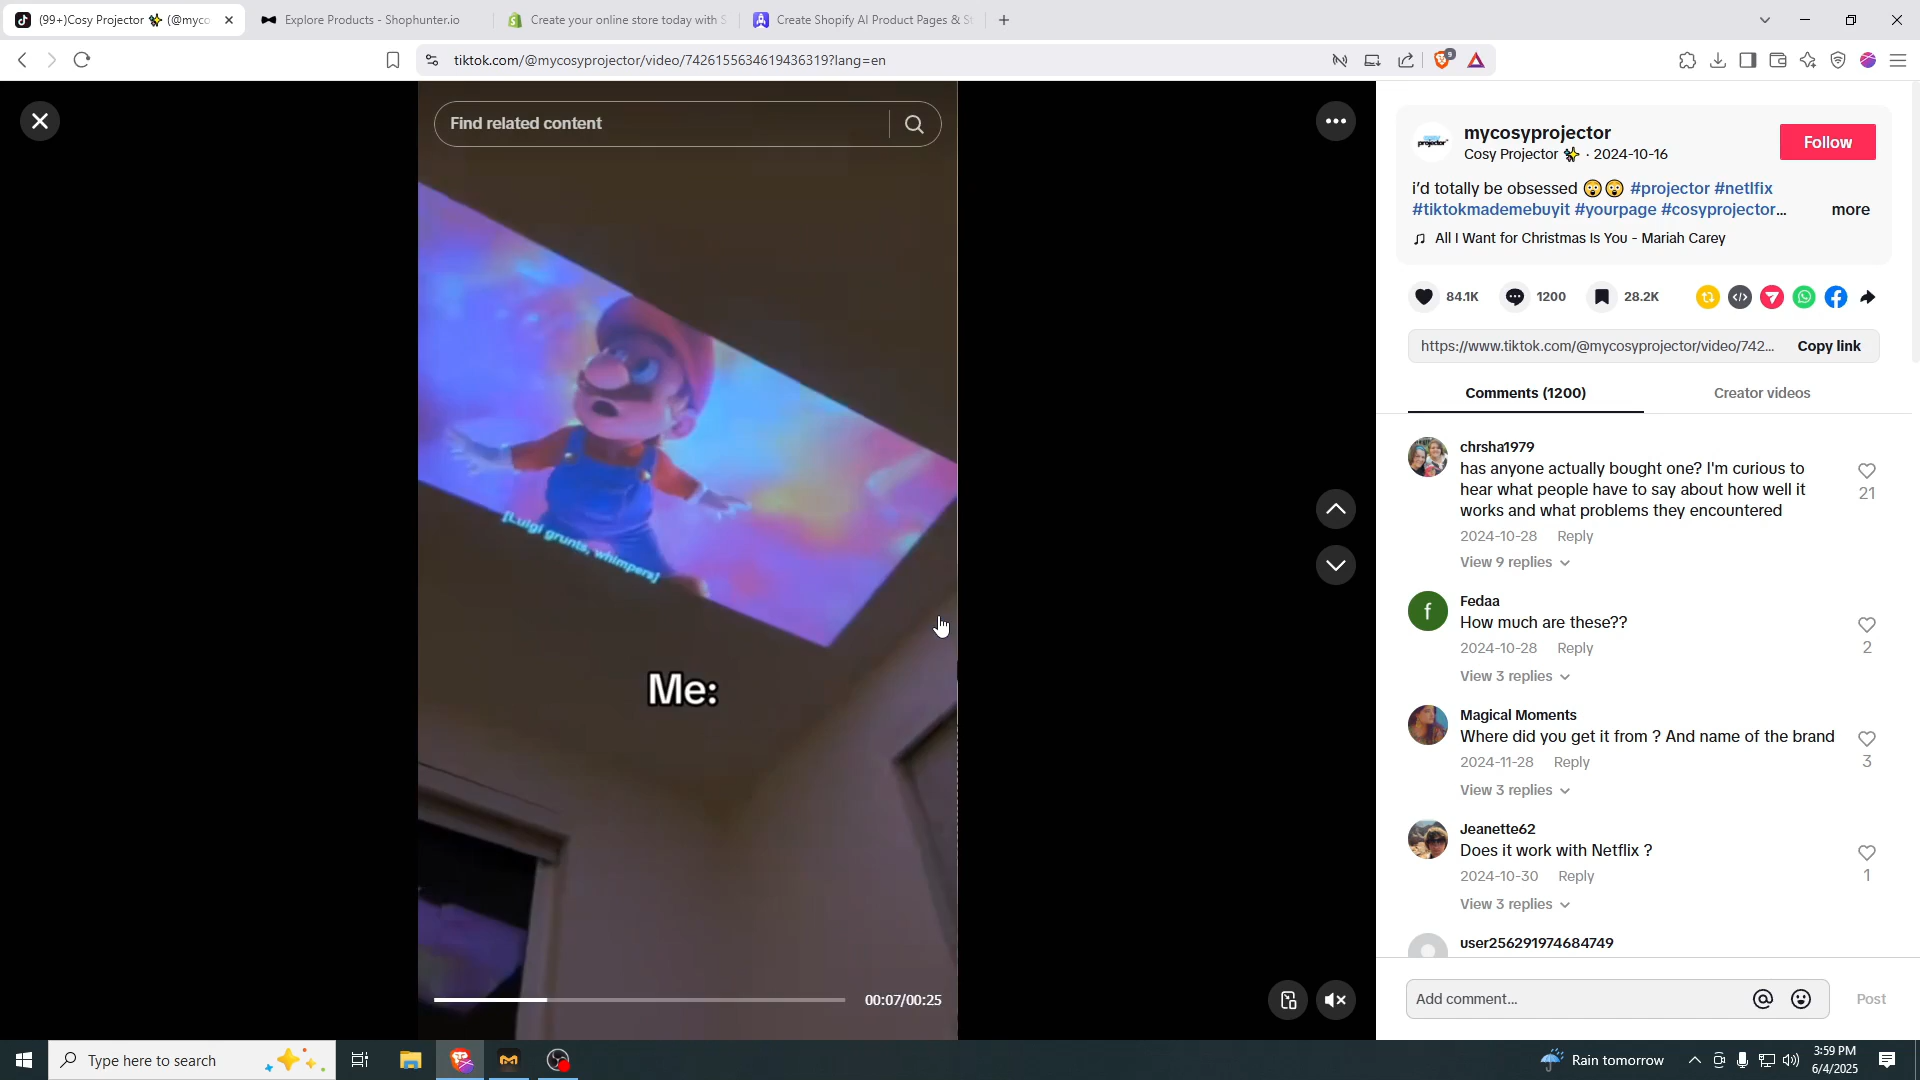 (99+)Cosy Projector ✨ (@myco
Explore Products - Shophunter.io
Create your online store today with S
Create Shopify AI Product Pages & St
tiktok.com/@mycosyprojector/video/7426155634619436319?lang=en
9
Find related content
[Luigi grunts, whimpers]
Me:
00:07/00:25
projector
mycosyprojector
Cosy Projector ✨ · 2024-10-16
Follow
i'd totally be obsessed 😳😳 #projector #netlfix
#tiktokmademebuyit #yourpage #cosyprojector...
more
♫ All I Want for Christmas Is You - Mariah Carey
84.1K
1200
28.2K
https://www.tiktok.com/@mycosyprojector/video/742...
Copy link
Comments (1200)
Creator videos
chrsha1979
has anyone actually bought one? I'm curious to
hear what people have to say about how well it
works and what problems they encountered
21
2024-10-28 Reply
View 9 replies
f
Fedaa
How much are these??
2
2024-10-28 Reply
View 3 replies
Magical Moments
Where did you get it from ? And name of the brand
3
2024-11-28 Reply
View 3 replies
Jeanette62
Does it work with Netflix ?
1
2024-10-30 Reply
View 3 replies
user256291974684749
Add comment...
Post
Type here to search
Rain tomorrow
3:59 PM
6/4/2025